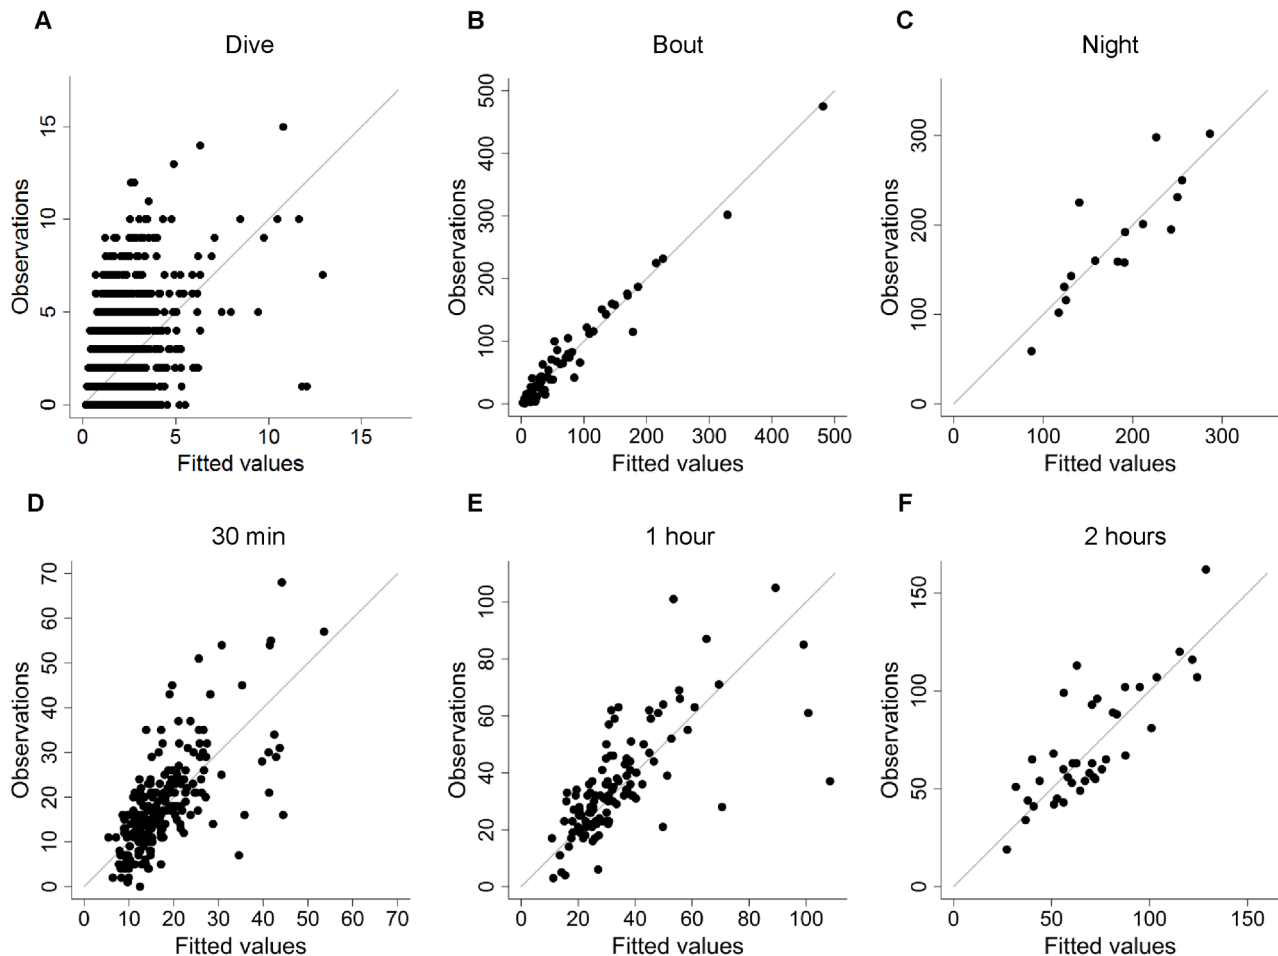 A
Dive
Observations
15
10
5
0
0 5 10 15
Fitted values
B
Bout
Observations
500
400
300
200
100
0
0 100 200 300 400 500
Fitted values
C
Night
Observations
300
200
100
0
0 100 200 300
Fitted values
D
30 min
Observations
70
60
50
40
30
20
10
0
0 10 20 30 40 50 60 70
Fitted values
E
1 hour
Observations
100
80
60
40
20
0
0 20 40 60 80 100
Fitted values
F
2 hours
Observations
150
100
50
0
0 50 100 150
Fitted values